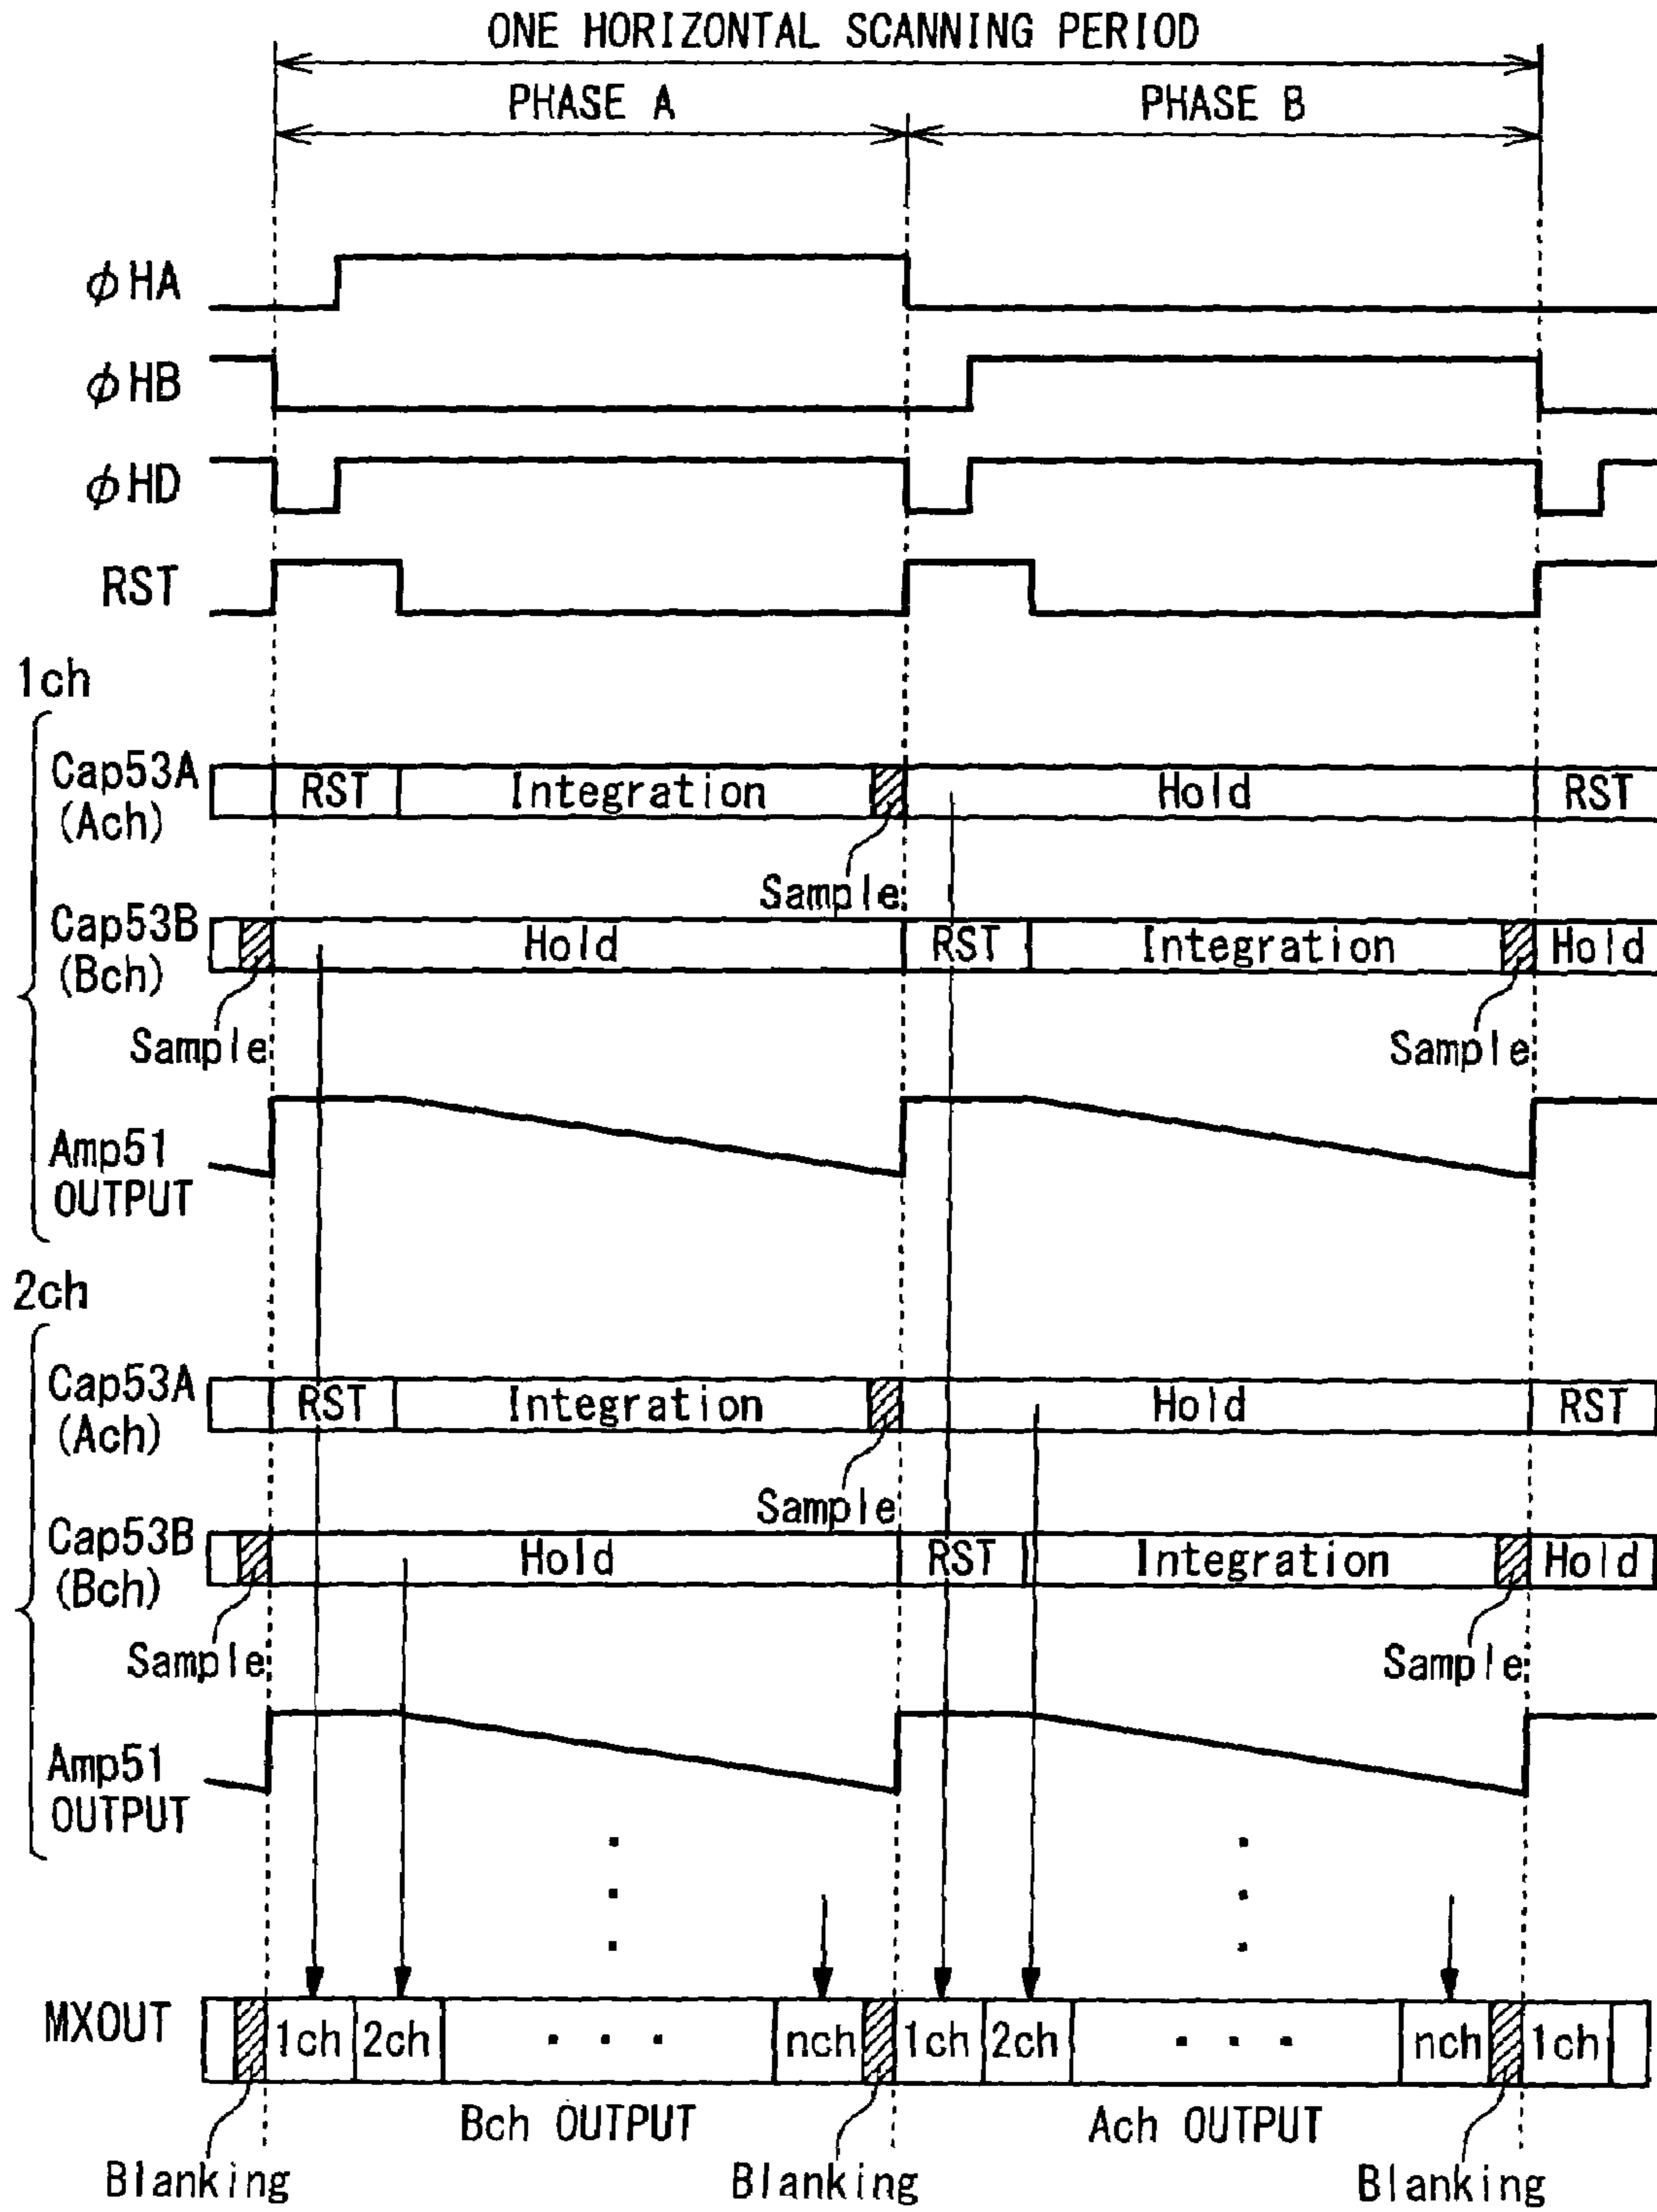 ONE HORIZONTAL SCANNING PERIOD
PHASE A
PHASE B
φHA
φHB
φHD
RST
1ch
Cap53A
(Ach)
RST
Integration
Hold
RST
Sample
Cap53B
(Bch)
Hold
RST
Integration
Hold
Sample
Sample
Amp51
OUTPUT
2ch
Cap53A
(Ach)
RST
Integration
Hold
RST
Sample
Cap53B
(Bch)
Hold
RST
Integration
Hold
Sample
Sample
Amp51
OUTPUT
MXOUT
1ch
2ch
. . .
nch
1ch
2ch
. . .
nch
1ch
Bch OUTPUT
Ach OUTPUT
Blanking
Blanking
Blanking